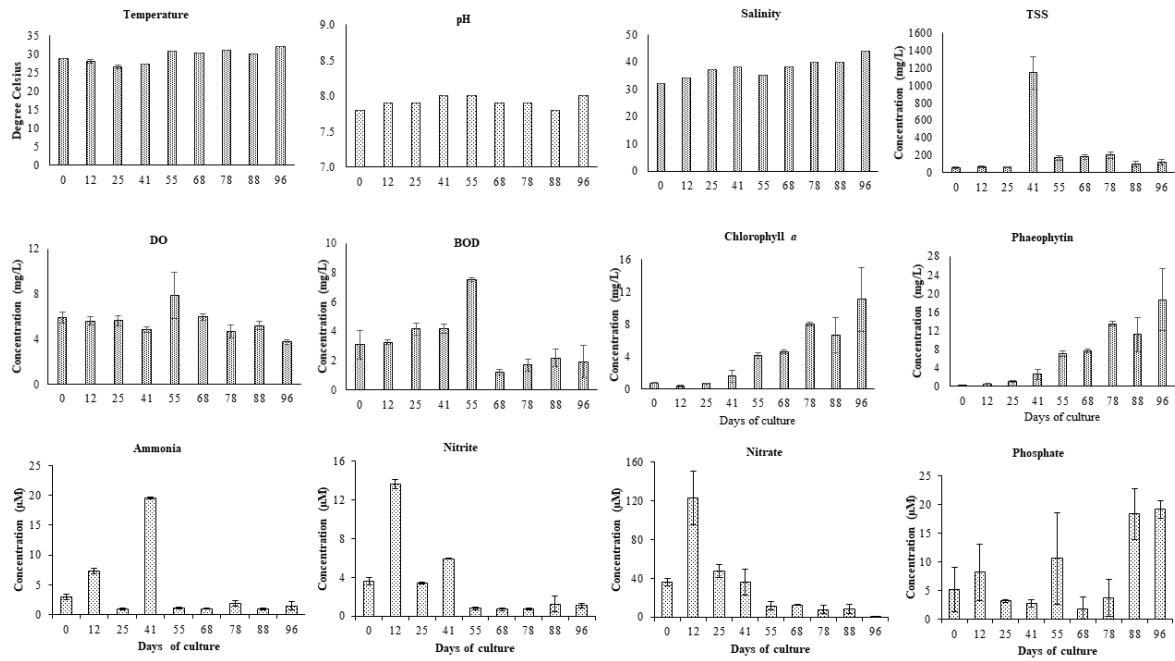 Temperature
Degree Celsius
35
30
25
20
15
10
5
0
0 12 25 41 55 68 78 88 96
pH
9.0
8.5
8.0
7.5
7.0
0 12 25 41 55 68 78 88 96
Salinity
50
40
30
20
10
0
0 12 25 41 55 68 78 88 96
TSS
Concentration (mg/L)
1600
1400
1200
1000
800
600
400
200
0
0 12 25 41 55 68 78 88 96
DO
Concentration (mg/L)
12
8
4
0
0 12 25 41 55 68 78 88 96
BOD
Concentration (mg/L)
10
8
6
4
2
0
0 12 25 41 55 68 78 88 96
Chlorophyll a
Concentration (mg/L)
16
12
8
4
0
0 12 25 41 55 68 78 88 96
Days of culture
Phaeophytin
Concentration (mg/L)
28
24
20
16
12
8
4
0
0 12 25 41 55 68 78 88 96
Days of culture
Ammonia
Concentration (µM)
25
20
15
10
5
0
0 12 25 41 55 68 78 88 96
Days of culture
Nitrite
Concentration (µM)
16
12
8
4
0
0 12 25 41 55 68 78 88 96
Days of culture
Nitrate
Concentration (µM)
160
120
80
40
0
0 12 25 41 55 68 78 88 96
Days of culture
Phosphate
Concentration (µM)
25
20
15
10
5
0
0 12 25 41 55 68 78 88 96
Days of culture